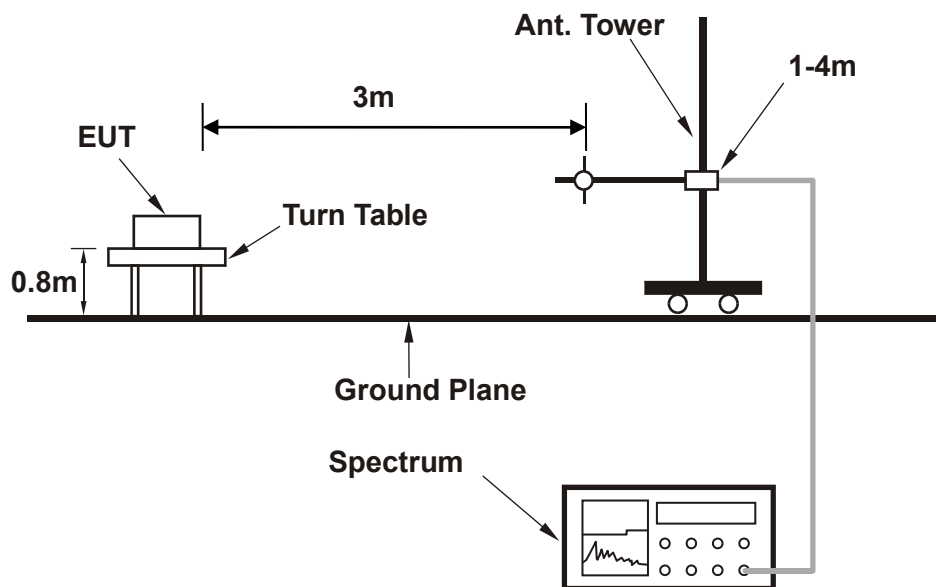 Ant. Tower
1-4m
3m
EUT
Turn Table
0.8m
Ground Plane
Spectrum